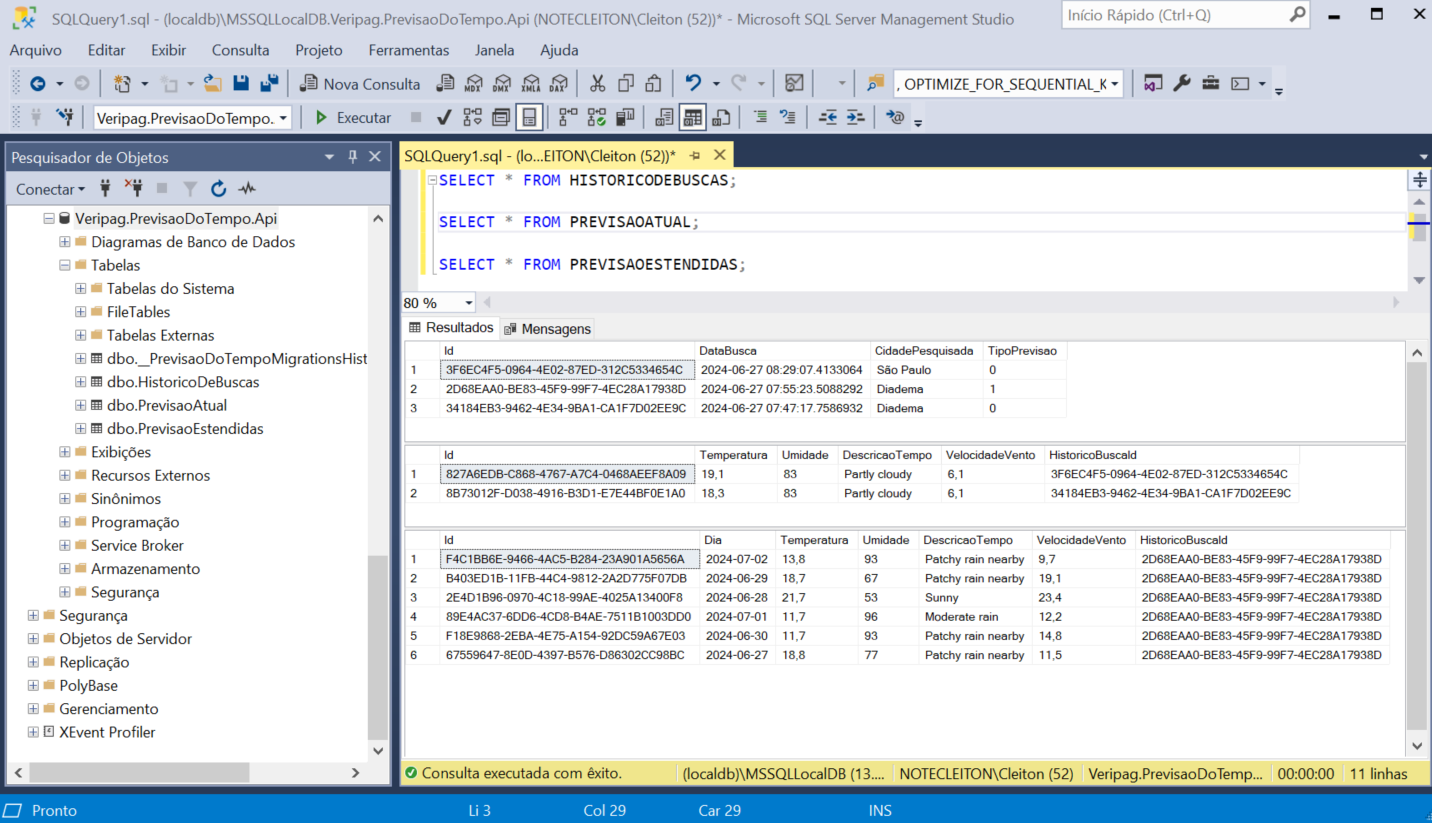 SQLQuery1.sql - (localdb)\MSSQLLocalDB.Veripag.PrevisaoDoTempo.Api (NOTECLEITON\Cleiton (52))* - Microsoft SQL Server Management Studio
Início Rápido (Ctrl+Q)
Arquivo Editar Exibir Consulta Projeto Ferramentas Janela Ajuda
Nova Consulta MDX DMX XMLA DAX , OPTIMIZE_FOR_SEQUENTIAL_K
Veripag.PrevisaoDoTempo. Executar
Pesquisador de Objetos
Conectar
Veripag.PrevisaoDoTempo.Api
Diagramas de Banco de Dados
Tabelas
Tabelas do Sistema
FileTables
Tabelas Externas
dbo.__PrevisaoDoTempoMigrationsHist
dbo.HistoricoDeBuscas
dbo.PrevisaoAtual
dbo.PrevisaoEstendidas
Exibições
Recursos Externos
Sinônimos
Programação
Service Broker
Armazenamento
Segurança
Segurança
Objetos de Servidor
Replicação
PolyBase
Gerenciamento
XEvent Profiler
SQLQuery1.sql - (lo...EITON\Cleiton (52))*
SELECT * FROM HISTORICODEBUSCAS;
SELECT * FROM PREVISAOATUAL;
SELECT * FROM PREVISAOESTENDIDAS;
80 %
Resultados Mensagens
Id DataBusca CidadePesquisada TipoPrevisao
1 3F6EC4F5-0964-4E02-87ED-312C5334654C 2024-06-27 08:29:07.4133064 São Paulo 0
2 2D68EAA0-BE83-45F9-99F7-4EC28A17938D 2024-06-27 07:55:23.5088292 Diadema 1
3 34184EB3-9462-4E34-9BA1-CA1F7D02EE9C 2024-06-27 07:47:17.7586932 Diadema 0
Id Temperatura Umidade DescricaoTempo VelocidadeVento HistoricoBuscaId
1 827A6EDB-C868-4767-A7C4-0468AEEF8A09 19,1 83 Partly cloudy 6,1 3F6EC4F5-0964-4E02-87ED-312C5334654C
2 8B73012F-D038-4916-B3D1-E7E44BF0E1A0 18,3 83 Partly cloudy 6,1 34184EB3-9462-4E34-9BA1-CA1F7D02EE9C
Id Dia Temperatura Umidade DescricaoTempo VelocidadeVento HistoricoBuscaId
1 F4C1BB6E-9466-4AC5-B284-23A901A5656A 2024-07-02 13,8 93 Patchy rain nearby 9,7 2D68EAA0-BE83-45F9-99F7-4EC28A17938D
2 B403ED1B-11FB-44C4-9812-2A2D775F07DB 2024-06-29 18,7 67 Patchy rain nearby 19,1 2D68EAA0-BE83-45F9-99F7-4EC28A17938D
3 2E4D1B96-0970-4C18-99AE-4025A13400F8 2024-06-28 21,7 53 Sunny 23,4 2D68EAA0-BE83-45F9-99F7-4EC28A17938D
4 89E4AC37-6DD6-4CD8-B4AE-7511B1003DD0 2024-07-01 11,7 96 Moderate rain 12,2 2D68EAA0-BE83-45F9-99F7-4EC28A17938D
5 F18E9868-2EBA-4E75-A154-92DC59A67E03 2024-06-30 11,7 93 Patchy rain nearby 14,8 2D68EAA0-BE83-45F9-99F7-4EC28A17938D
6 67559647-8E0D-4397-B576-D86302CC98BC 2024-06-27 18,8 77 Patchy rain nearby 11,5 2D68EAA0-BE83-45F9-99F7-4EC28A17938D
Consulta executada com êxito. (localdb)\MSSQLLocalDB (13.... NOTECLEITON\Cleiton (52) Veripag.PrevisaoDoTemp... 00:00:00 11 linhas
Pronto Li 3 Col 29 Car 29 INS